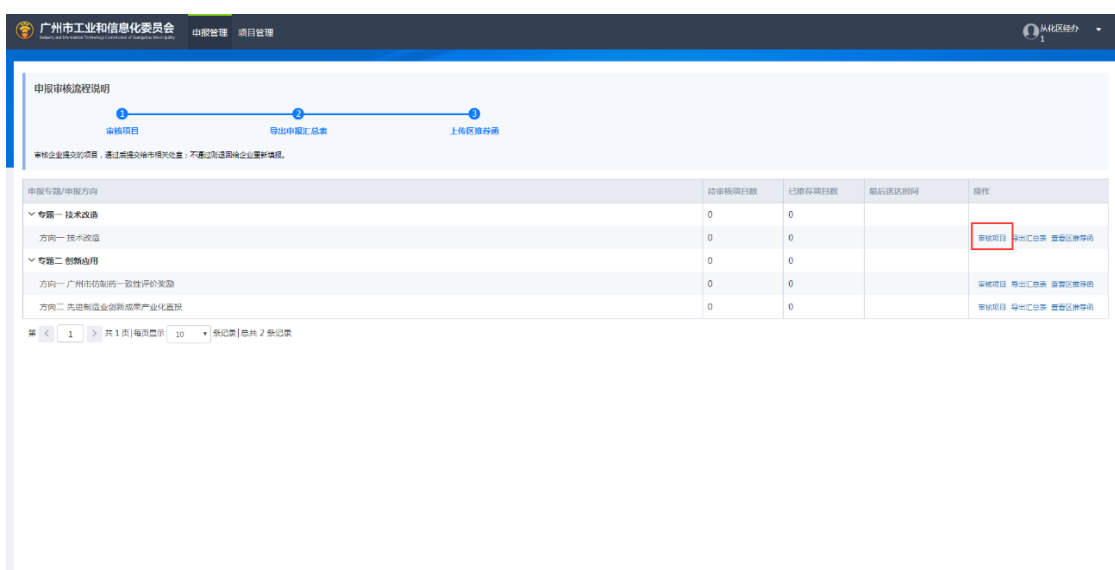 广州市工业和信息化委员会
申报管理 项目管理
从化区经办
1
申报审核流程说明
1 2 3
审核项目 导出申报汇总表 上传区推荐函
审核企业提交的项目，通过后提交给市相关处室；不通过则退回给企业重新填报。
申报专题/申报方向 待审核项目数 已推荐项目数 最后送达时间 操作
专题一 技术改造 0 0
方向一 技术改造 0 0 审核项目 导出汇总表 查看区推荐函
专题二 创新应用 0 0
方向一 广州市仿制药一致性评价奖励 0 0 审核项目 导出汇总表 查看区推荐函
方向二 先进制造业创新成果产业化直投 0 0 审核项目 导出汇总表 查看区推荐函
第 < 1 > 共 1 页|每页显示 10 条记录|总共 2 条记录